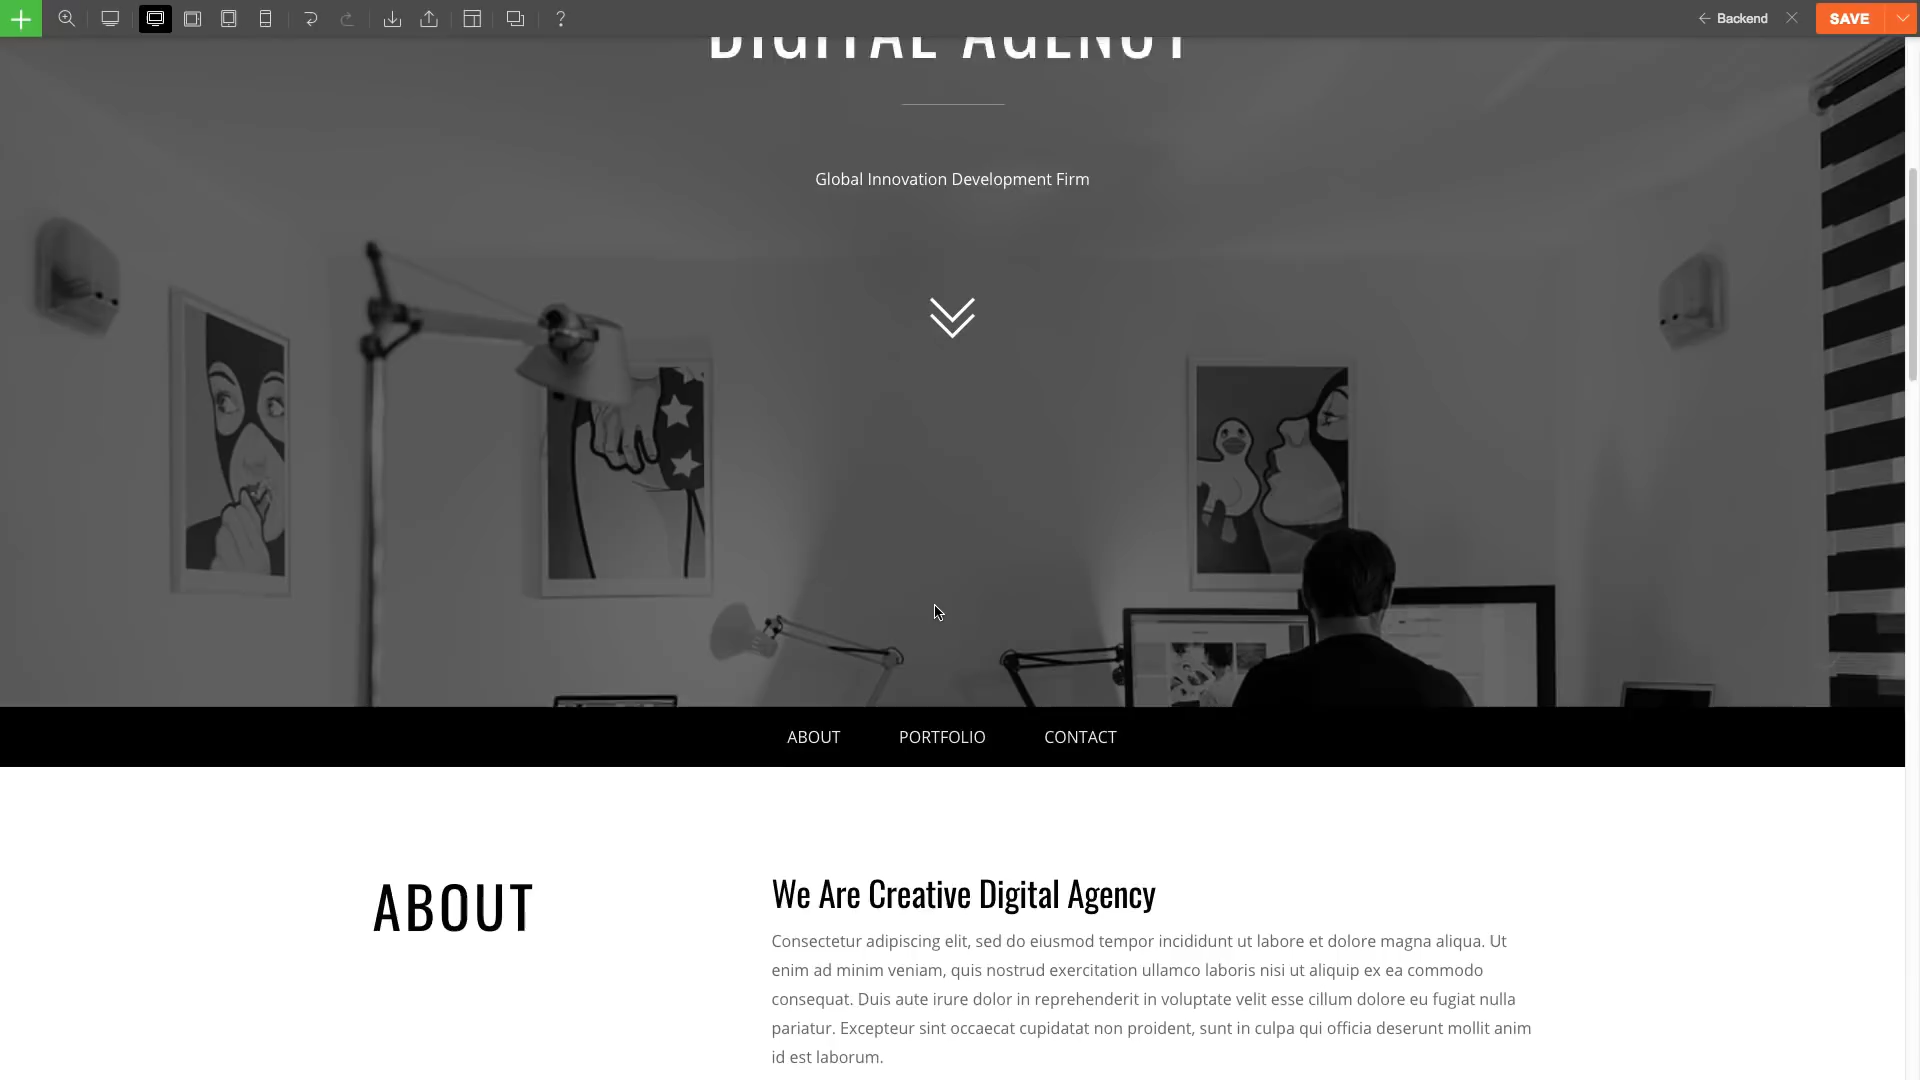 Backend
SAVE
DIGITAL AGENCY
Global Innovation Development Firm
ABOUT PORTFOLIO CONTACT
ABOUT
We Are Creative Digital Agency
Consectetur adipiscing elit, sed do eiusmod tempor incididunt ut labore et dolore magna aliqua. Ut
enim ad minim veniam, quis nostrud exercitation ullamco laboris nisi ut aliquip ex ea commodo
consequat. Duis aute irure dolor in reprehenderit in voluptate velit esse cillum dolore eu fugiat nulla
pariatur. Excepteur sint occaecat cupidatat non proident, sunt in culpa qui officia deserunt mollit anim
id est laborum.